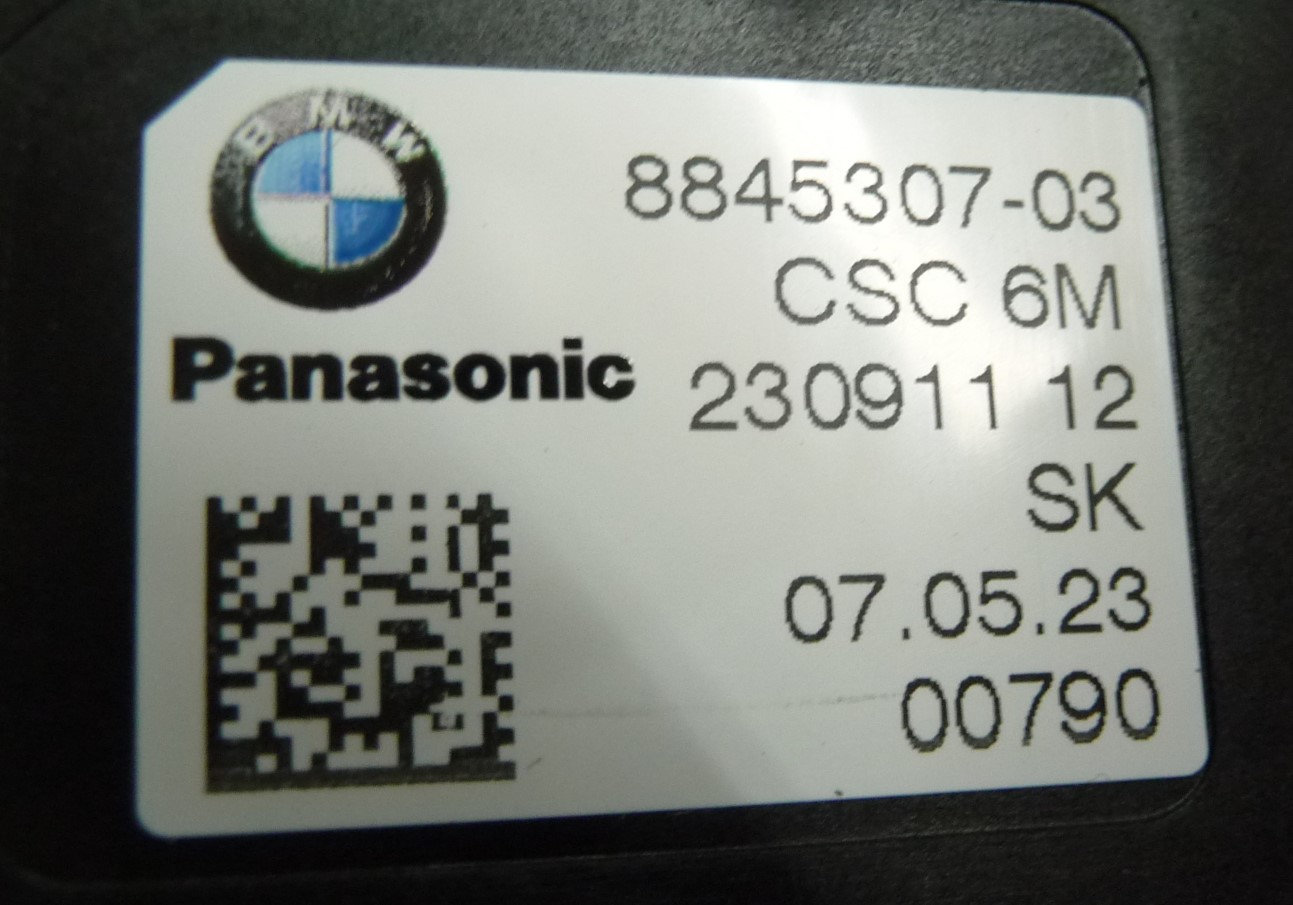 BMW
8845307-03
CSC 6M
Panasonic
230911 12
SK
07.05.23
00790